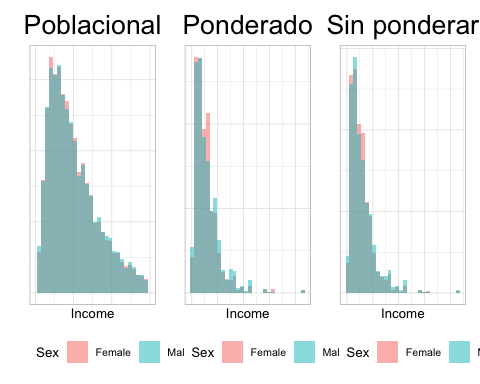 Poblacional Ponderado Sin ponderar
Income Income Income
Sex Female Mal Sex Female Mal Sex Female M